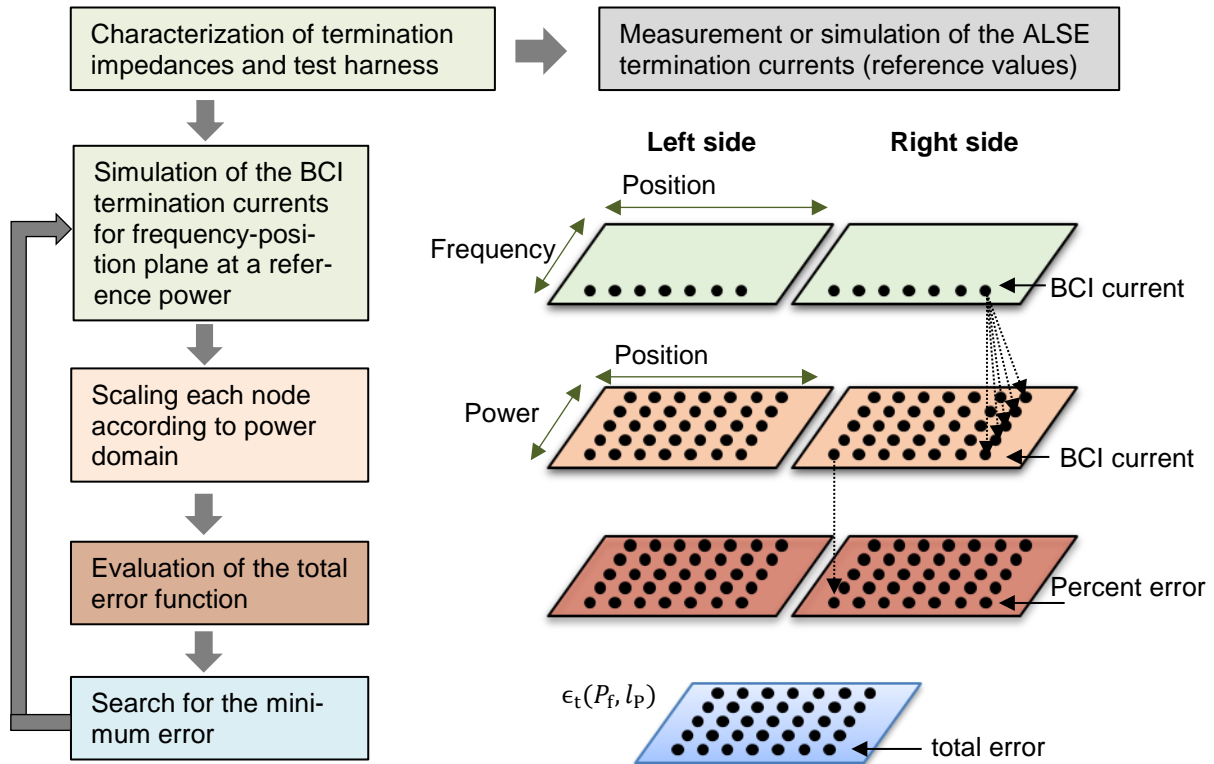 Characterization of termination
impedances and test harness
Measurement or simulation of the ALSE
termination currents (reference values)
Simulation of the BCI
termination currents
for frequency-posi-
tion plane at a refer-
ence power
Left side
Right side
Position
Frequency
BCI current
Scaling each node
according to power
domain
Position
Power
BCI current
Evaluation of the total
error function
Percent error
Search for the mini-
mum error
ϵt(Pf, lP)
total error